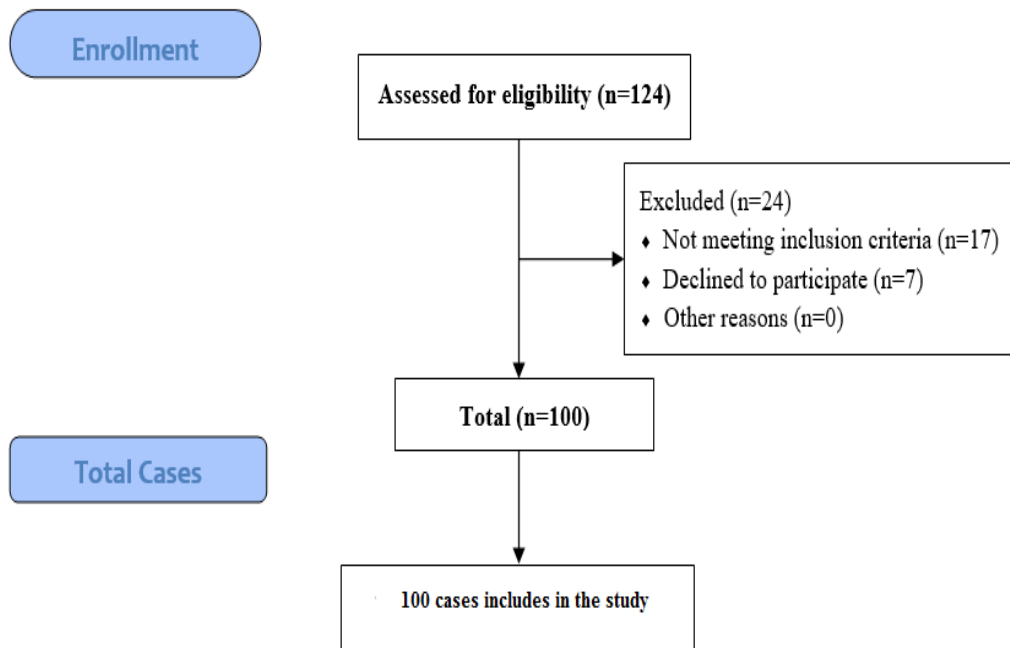 Enrollment
Assessed for eligibility (n=124)
Excluded (n=24)
♦ Not meeting inclusion criteria (n=17)
♦ Declined to participate (n=7)
♦ Other reasons (n=0)
Total (n=100)
Total Cases
100 cases includes in the study